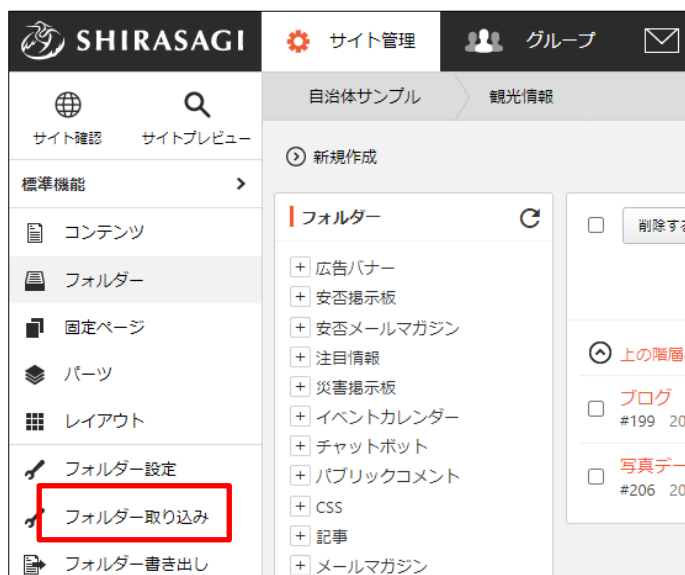 SHIRASAGI
サイト管理
グループ
サイト確認
サイトプレビュー
標準機能
コンテンツ
フォルダー
固定ページ
パーツ
レイアウト
フォルダー設定
フォルダー取り込み
フォルダー書き出し
自治体サンプル
観光情報
新規作成
フォルダー
広告バナー
安否掲示板
安否メールマガジン
注目情報
災害掲示板
イベントカレンダー
チャットボット
パブリックコメント
CSS
記事
メールマガジン
削除する
上の階層
ブログ
#199 20
写真デー
#206 20